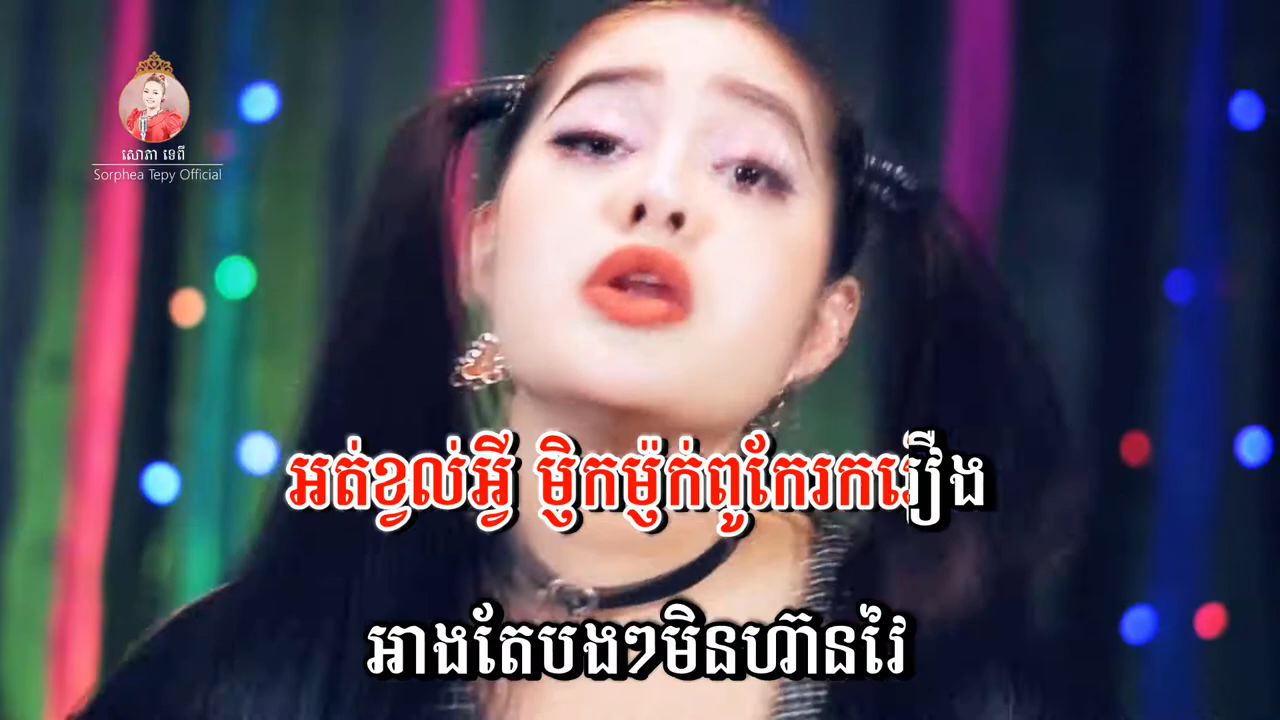 សោភា ទេពី
Sorphea Tepy Official
អត់ខ្វល់អ្វី ម្ញិកម្ញ៉ក់ពូកែរករឿង
អាងតែបងៗមិនហ៊ានវៃ